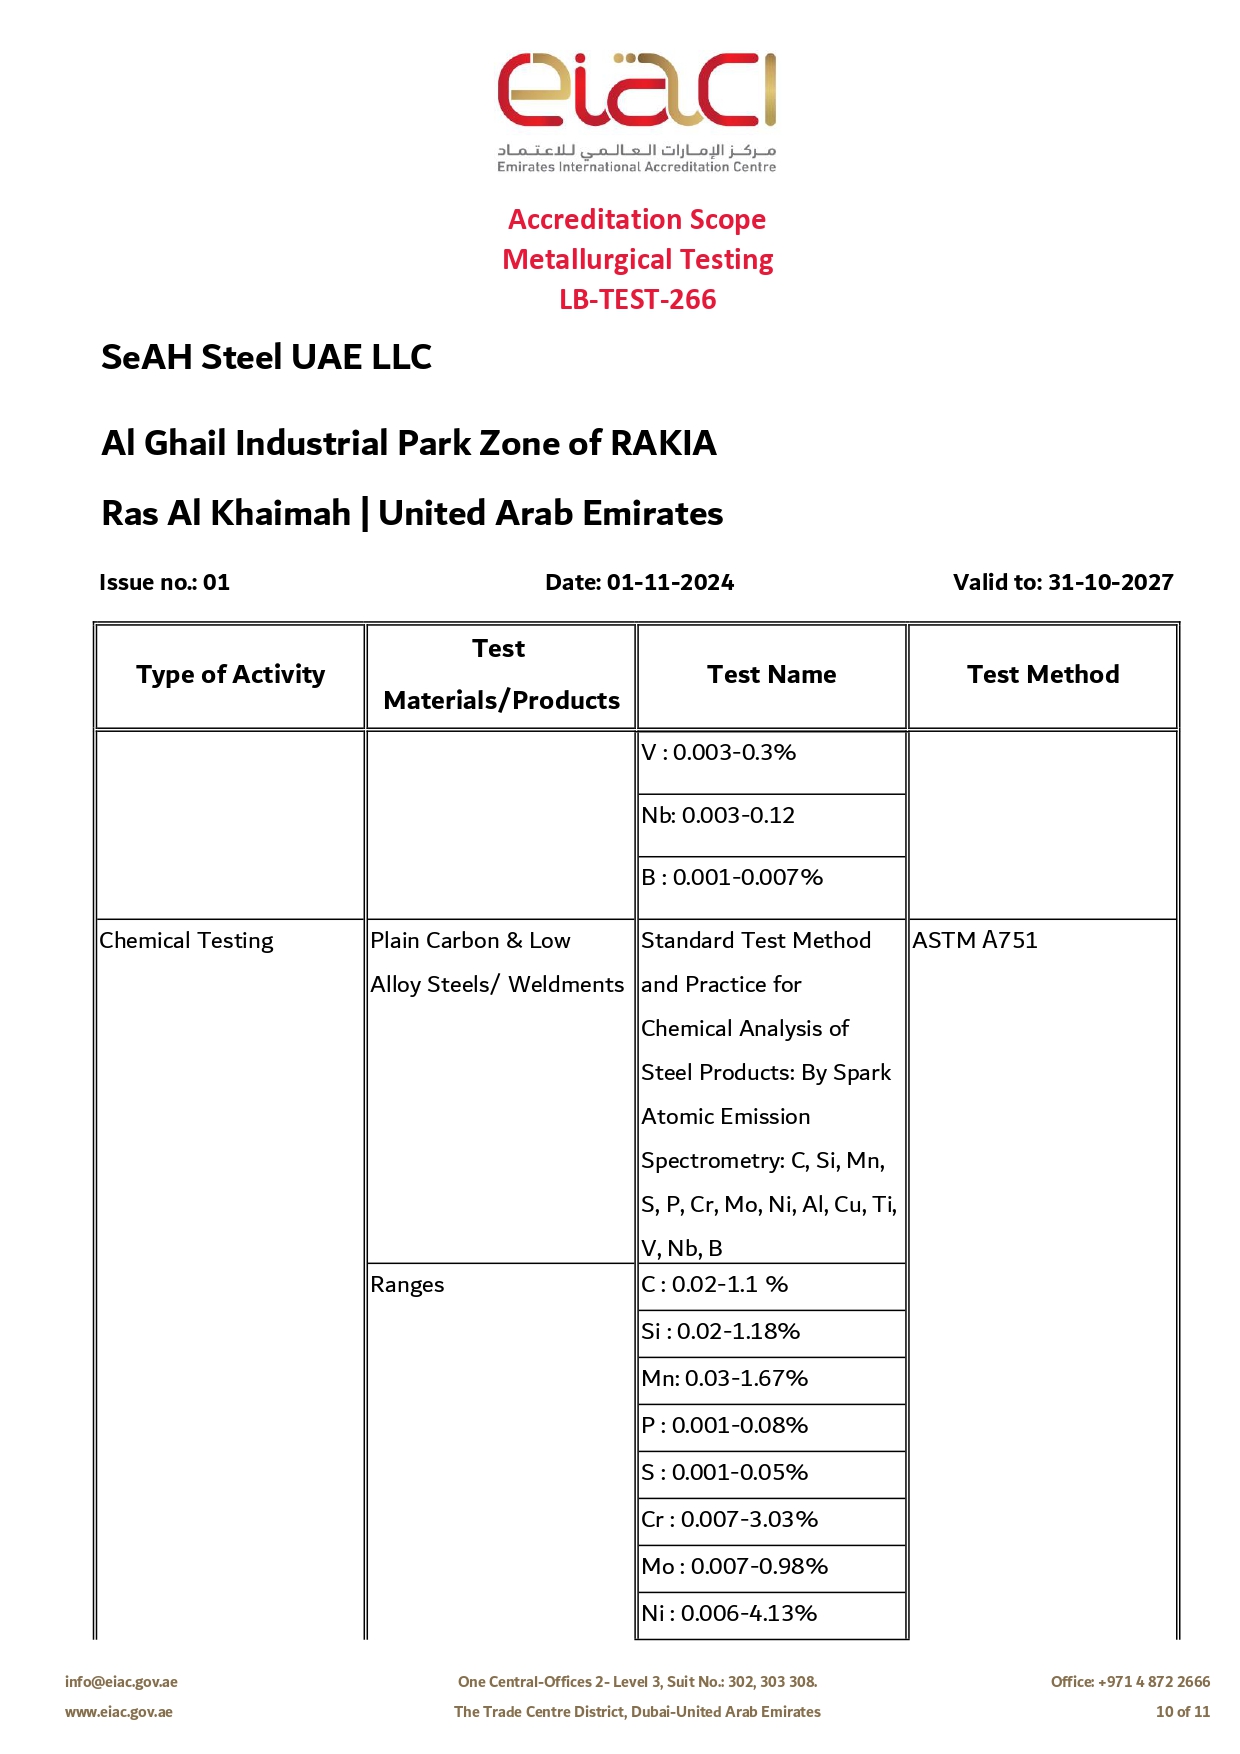 eiac
مركز الإمارات العالمي للاعتماد
Emirates International Accreditation Centre
Accreditation Scope
Metallurgical Testing
LB-TEST-266
SeAH Steel UAE LLC
Al Ghail Industrial Park Zone of RAKIA
Ras Al Khaimah | United Arab Emirates
Issue no.: 01 Date: 01-11-2024 Valid to: 31-10-2027
Type of Activity
Test
Materials/Products
Test Name
Test Method
V : 0.003-0.3%
Nb: 0.003-0.12
B : 0.001-0.007%
Chemical Testing
Plain Carbon & Low
Alloy Steels/ Weldments
Standard Test Method
and Practice for
Chemical Analysis of
Steel Products: By Spark
Atomic Emission
Spectrometry: C, Si, Mn,
S, P, Cr, Mo, Ni, Al, Cu, Ti,
V, Nb, B
ASTM A751
Ranges
C : 0.02-1.1 %
Si : 0.02-1.18%
Mn: 0.03-1.67%
P : 0.001-0.08%
S : 0.001-0.05%
Cr : 0.007-3.03%
Mo : 0.007-0.98%
Ni : 0.006-4.13%
info@eiac.gov.ae One Central-Offices 2- Level 3, Suit No.: 302, 303 308. Office: +971 4 872 2666
www.eiac.gov.ae The Trade Centre District, Dubai-United Arab Emirates 10 of 11